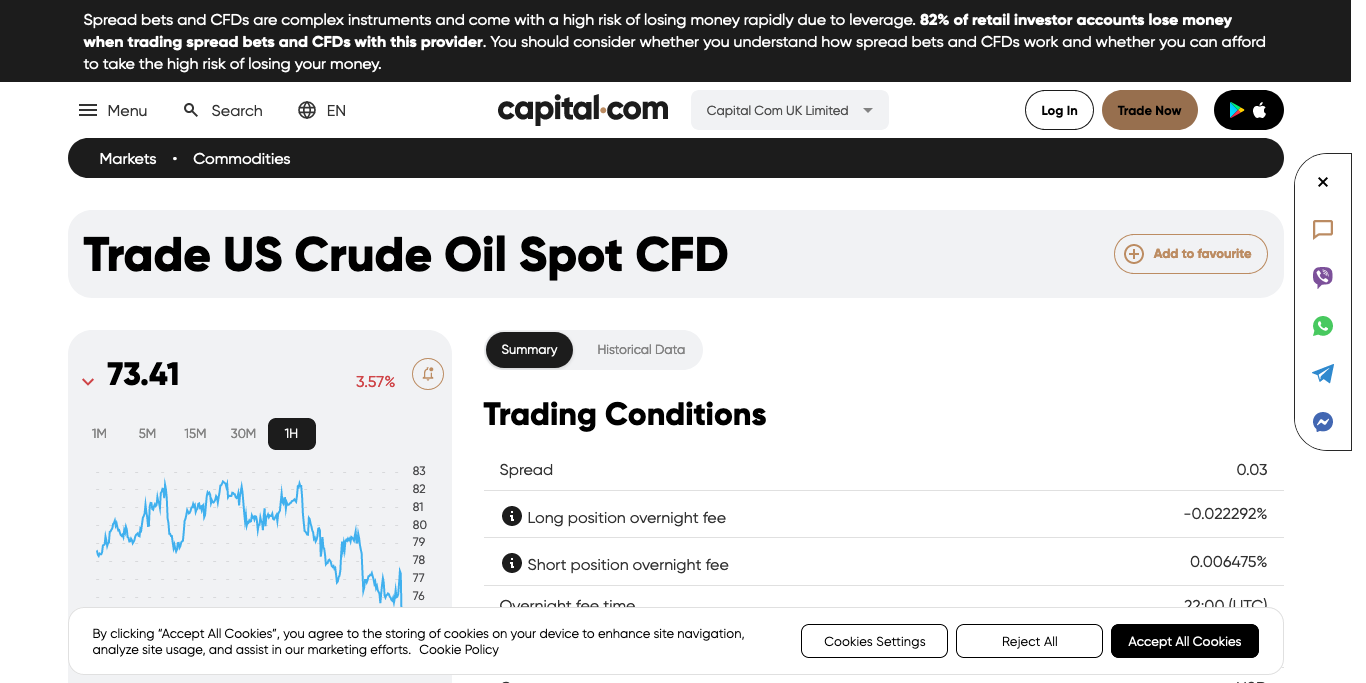 Spread bets and CFDs are complex instruments and come with a high risk of losing money rapidly due to leverage. 82% of retail investor accounts lose money
when trading spread bets and CFDs with this provider. You should consider whether you understand how spread bets and CFDs work and whether you can afford
to take the high risk of losing your money.
Menu Search EN capital.com Capital Com UK Limited Log In Trade Now
Markets • Commodities
Trade US Crude Oil Spot CFD
Add to favourite
73.41 3.57%
1M 5M 15M 30M 1H
83
82
81
80
79
78
77
76
Summary Historical Data
Trading Conditions
Spread 0.03
Long position overnight fee -0.022292%
Short position overnight fee 0.006475%
Overnight fee time 22:00 (UTC)
By clicking “Accept All Cookies”, you agree to the storing of cookies on your device to enhance site navigation,
analyze site usage, and assist in our marketing efforts. Cookie Policy
Cookies Settings Reject All Accept All Cookies